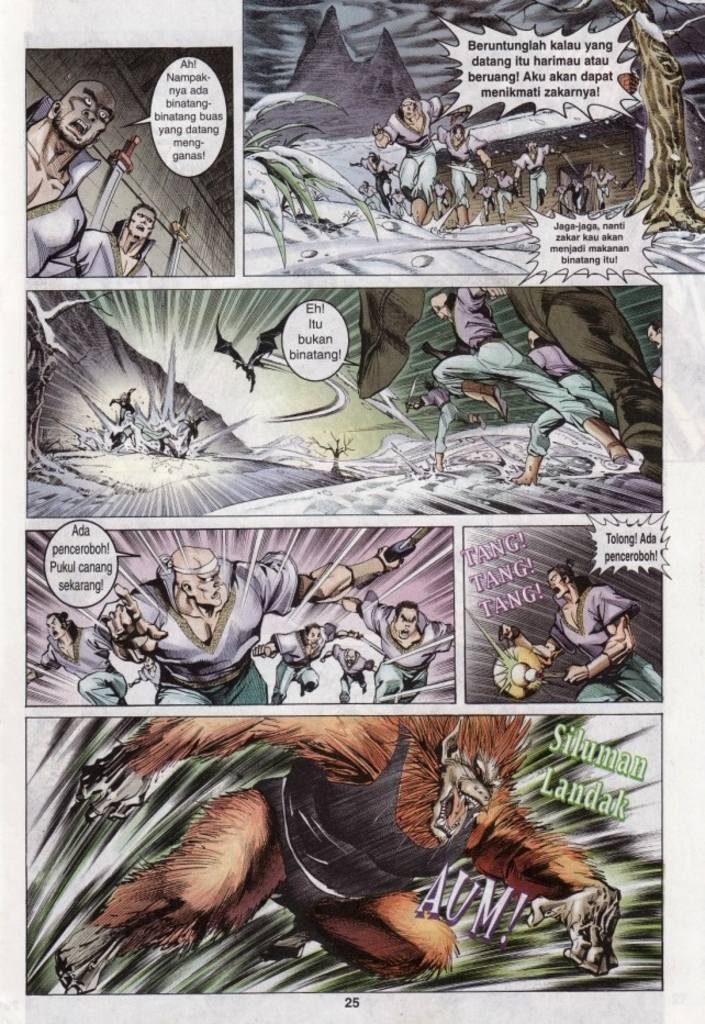 Ah!
Nampak-
nya ada
binatang-
binatang buas
yang datang
meng-
ganas!
Beruntunglah kalau yang
datang itu harimau atau
beruang! Aku akan dapat
menikmati zakarnya!
Jaga-jaga, nanti
zakar kau akan
menjadi makanan
binatang itu!
Eh!
Itu
bukan
binatang!
Ada
penceroboh!
Pukul canang
sekarang!
TANG!
TANG!
TANG!
Tolong! Ada
penceroboh!
Siluman
Landak
AUM!
25